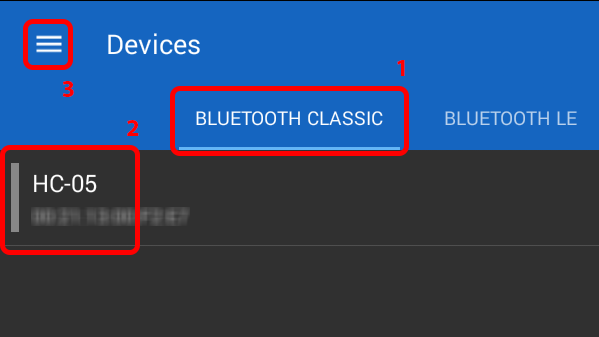 Devices
3
1
BLUETOOTH CLASSIC
BLUETOOTH LE
2
HC-05